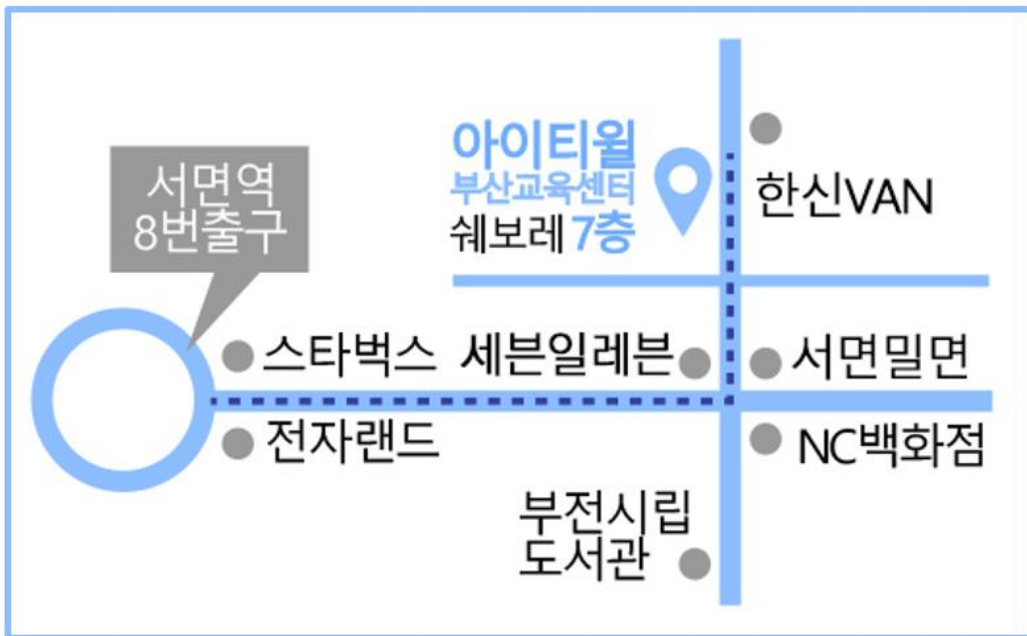 아이티윌
부산교육센터
쉐보레 7층
한신VAN
서면역
8번출구
스타벅스
세븐일레븐
서면밀면
전자랜드
NC백화점
부전시립
도서관